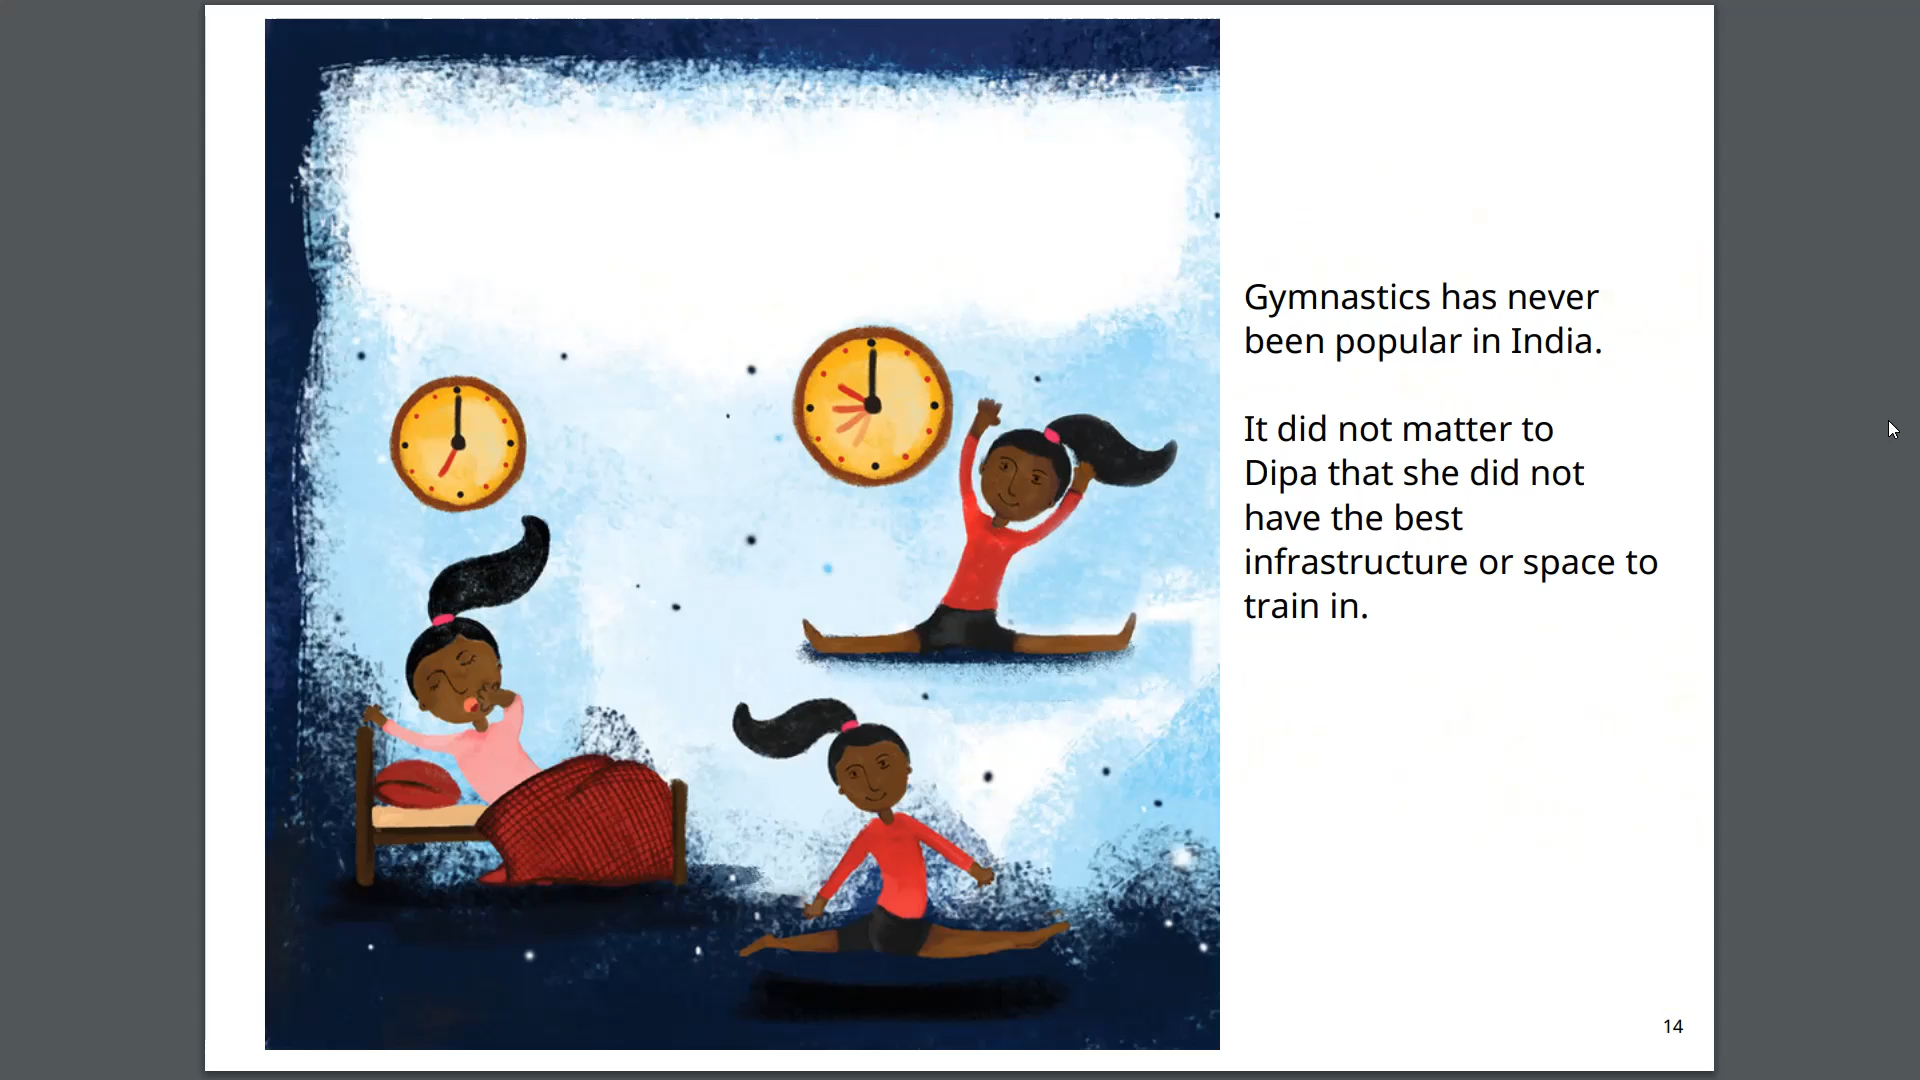 Gymnastics has never
been popular in India.
It did not matter to
Dipa that she did not
have the best
infrastructure or space to
train in.
14